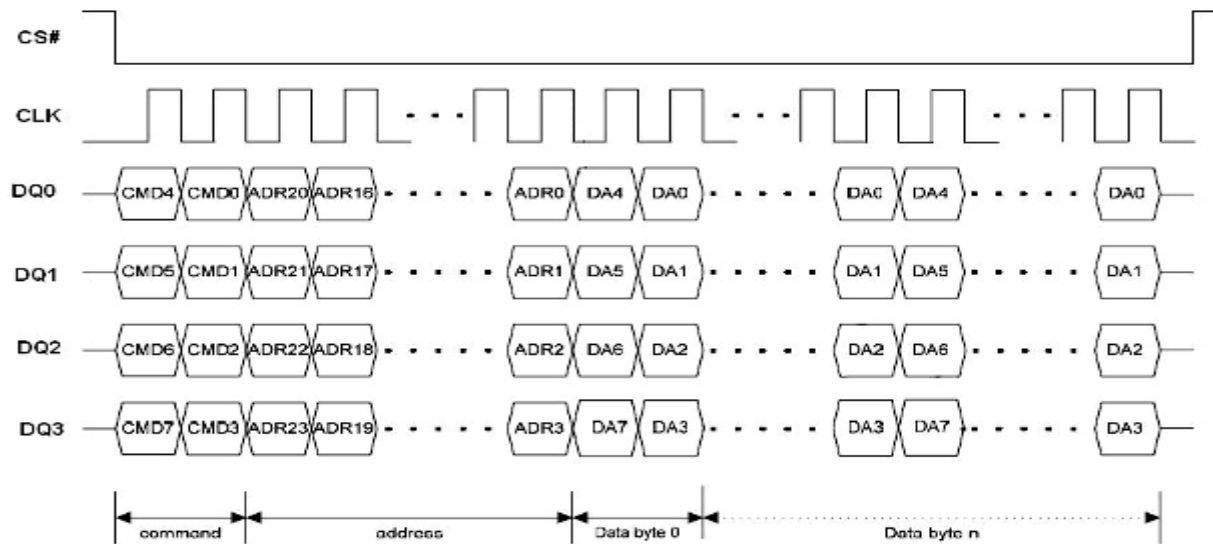 CS#
CLK
DQ0 CMD4 CMD0 ADR20 ADR16 ADR0 DA4 DA0 DA0 DA4 DA0
DQ1 CMD5 CMD1 ADR21 ADR17 ADR1 DA5 DA1 DA1 DA5 DA1
DQ2 CMD6 CMD2 ADR22 ADR18 ADR2 DA6 DA2 DA2 DA6 DA2
DQ3 CMD7 CMD3 ADR23 ADR19 ADR3 DA7 DA3 DA3 DA7 DA3
command address Data byte 0 Data byte n